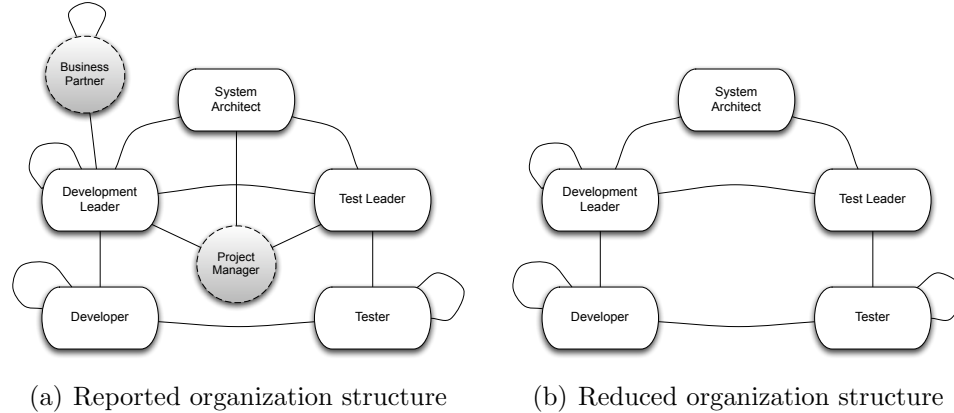 Business
Partner
System
Architect
Development
Leader
Test Leader
Project
Manager
Developer
Tester
(a) Reported organization structure
System
Architect
Development
Leader
Test Leader
Developer
Tester
(b) Reduced organization structure